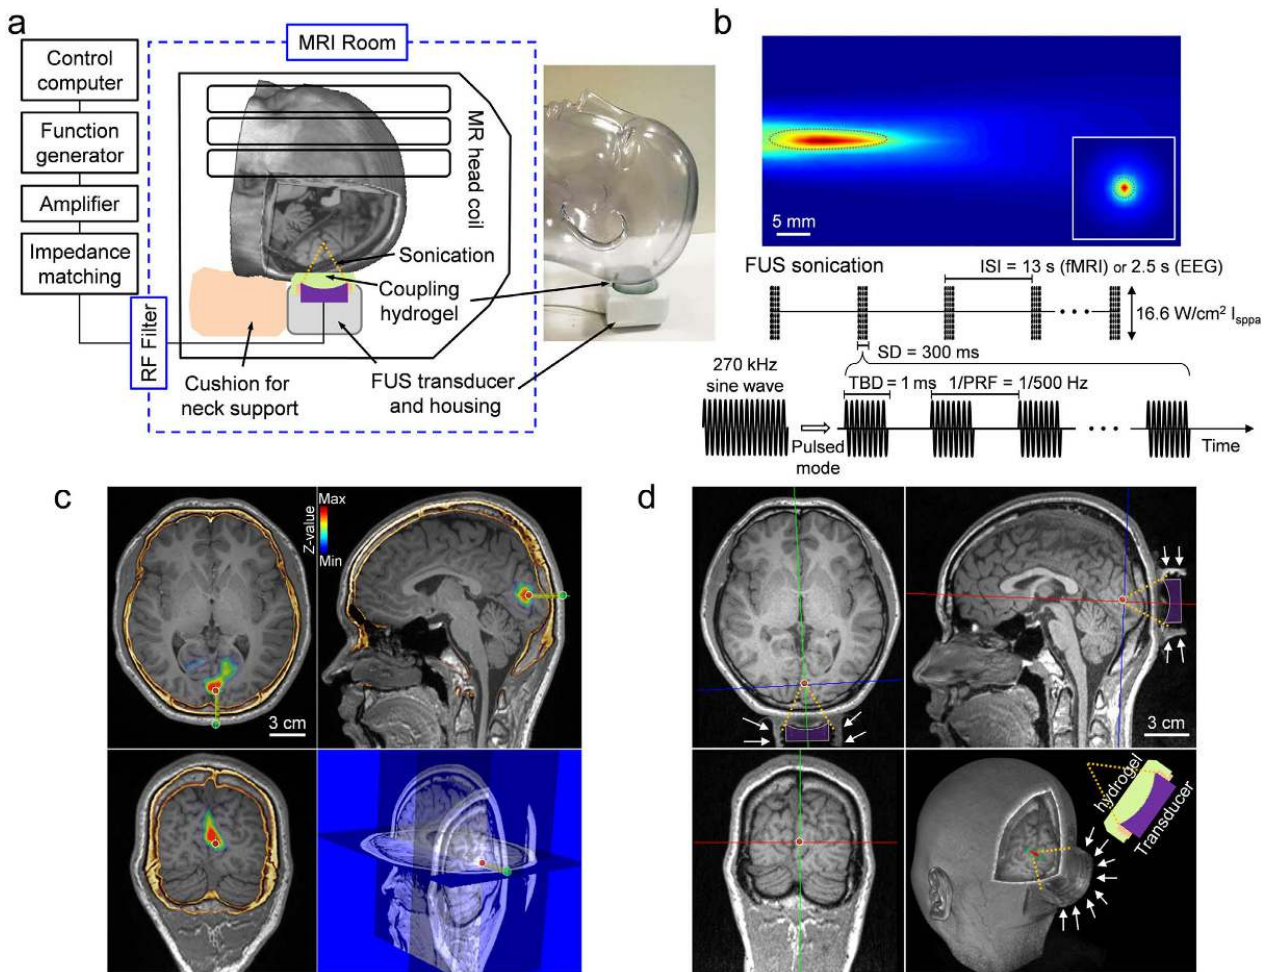 a
MRI Room
Control
computer
Function
generator
Amplifier
Impedance
matching
RF Filter
MR head coil
Sonication
Coupling
hydrogel
Cushion for
neck support
FUS transducer
and housing
b
5 mm
FUS sonication
ISI = 13 s (fMRI) or 2.5 s (EEG)
16.6 W/cm² Isppa
SD = 300 ms
270 kHz
sine wave
TBD = 1 ms
1/PRF = 1/500 Hz
Pulsed
mode
Time
c
Max
Z-value
Min
3 cm
d
3 cm
hydrogel
Transducer